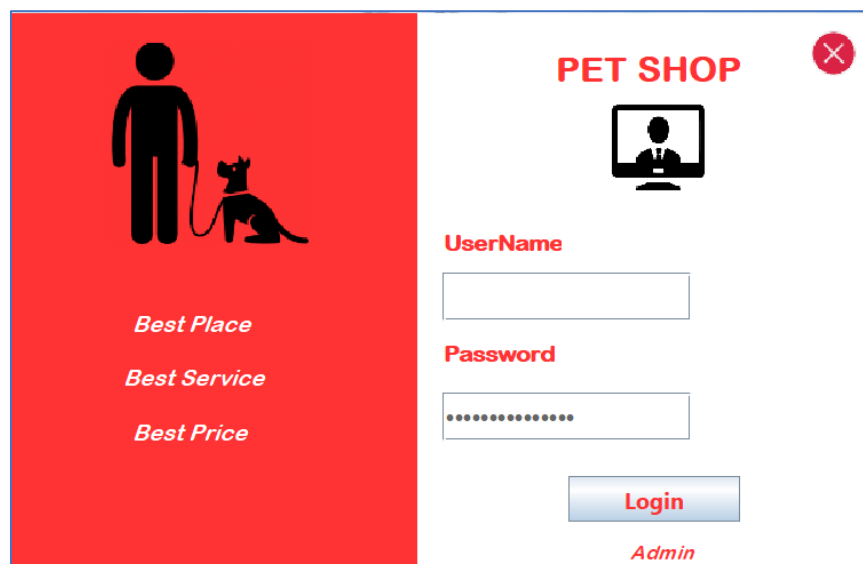 Best Place
Best Service
Best Price
PET SHOP
UserName
Password
•••••••••••••••
Login
Admin